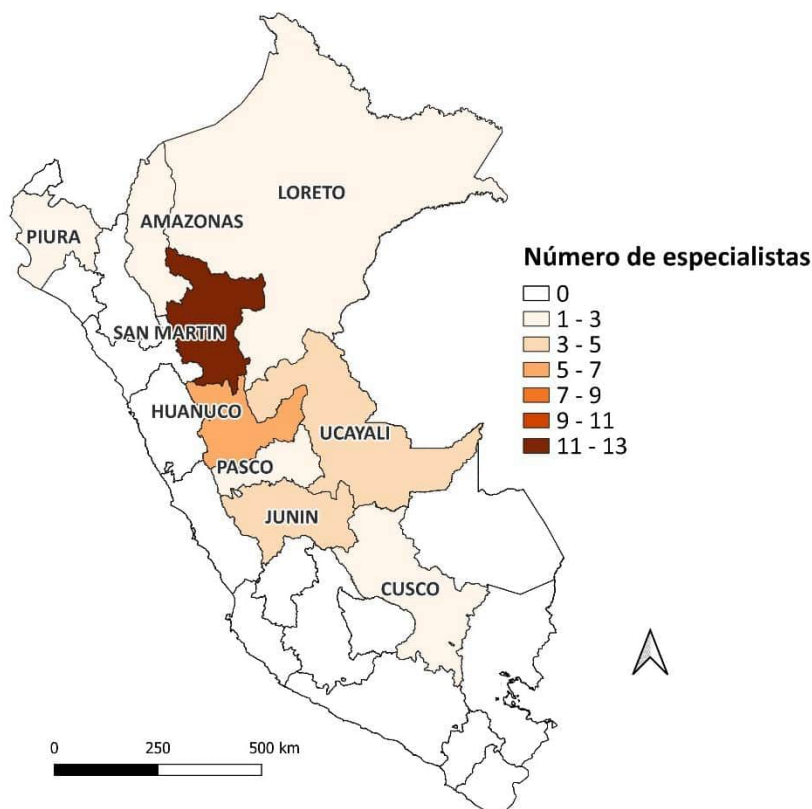 LORETO
AMAZONAS
PIURA
SAN MARTIN
HUANUCO
UCAYALI
PASCO
JUNIN
CUSCO
Número de especialistas
0
1 - 3
3 - 5
5 - 7
7 - 9
9 - 11
11 - 13
0 250 500 km